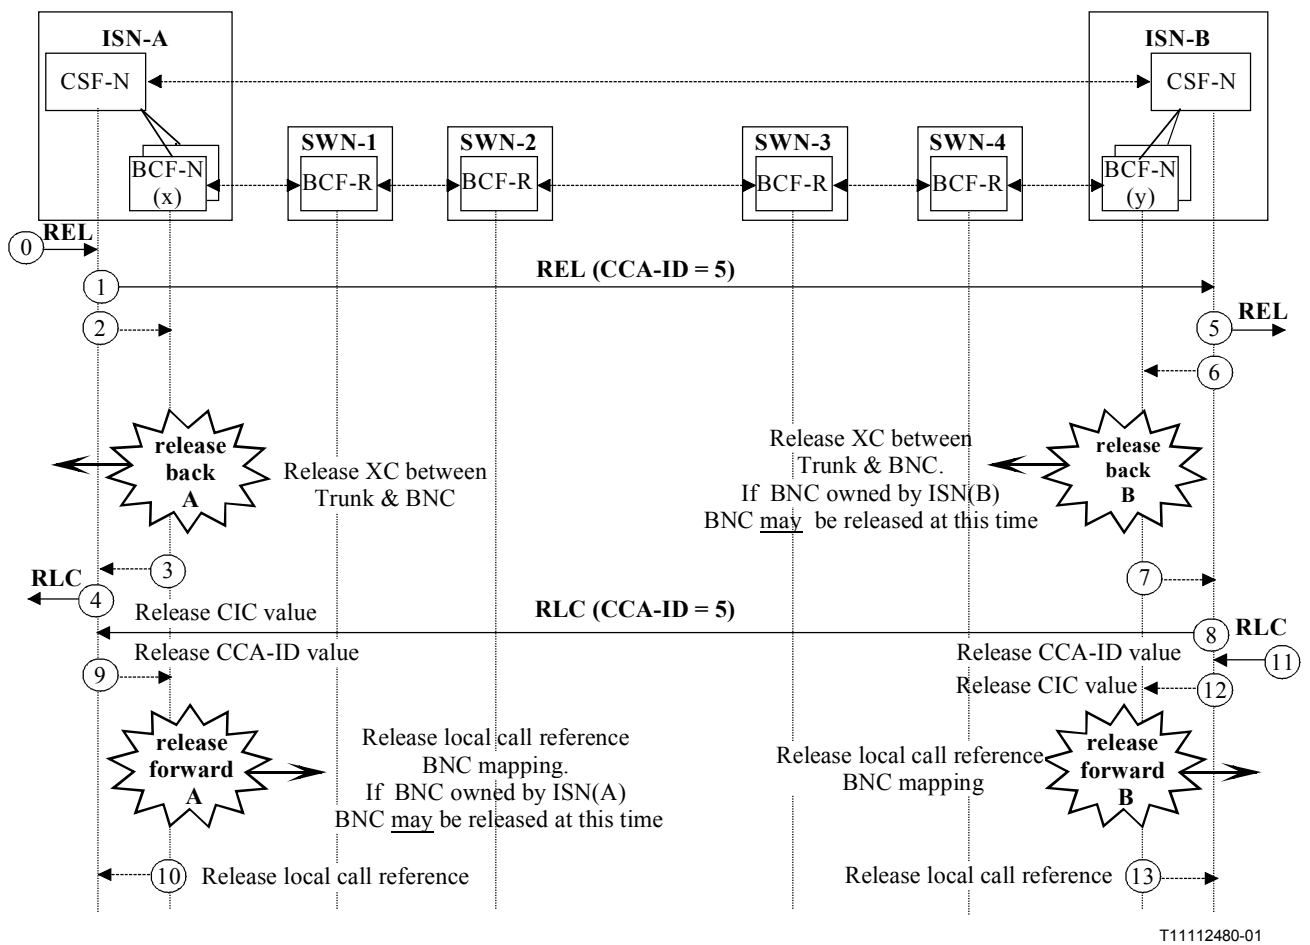 ISN-A
ISN-B
CSF-N
CSF-N
SWN-1
SWN-2
SWN-3
SWN-4
BCF-N
(x)
BCF-R
BCF-R
BCF-R
BCF-R
BCF-N
(y)
0
REL
1
REL (CCA-ID = 5)
2
5
REL
6
release
back
A
Release XC between
Trunk & BNC
Release XC between
Trunk & BNC.
If BNC owned by ISN(B)
BNC may be released at this time
release
back
B
3
7
RLC
4
Release CIC value
RLC (CCA-ID = 5)
8
RLC
9
Release CCA-ID value
Release CCA-ID value
11
Release CIC value
12
release
forward
A
Release local call reference
BNC mapping.
If BNC owned by ISN(A)
BNC may be released at this time
Release local call reference
BNC mapping
release
forward
B
10
Release local call reference
Release local call reference
13
T11112480-01